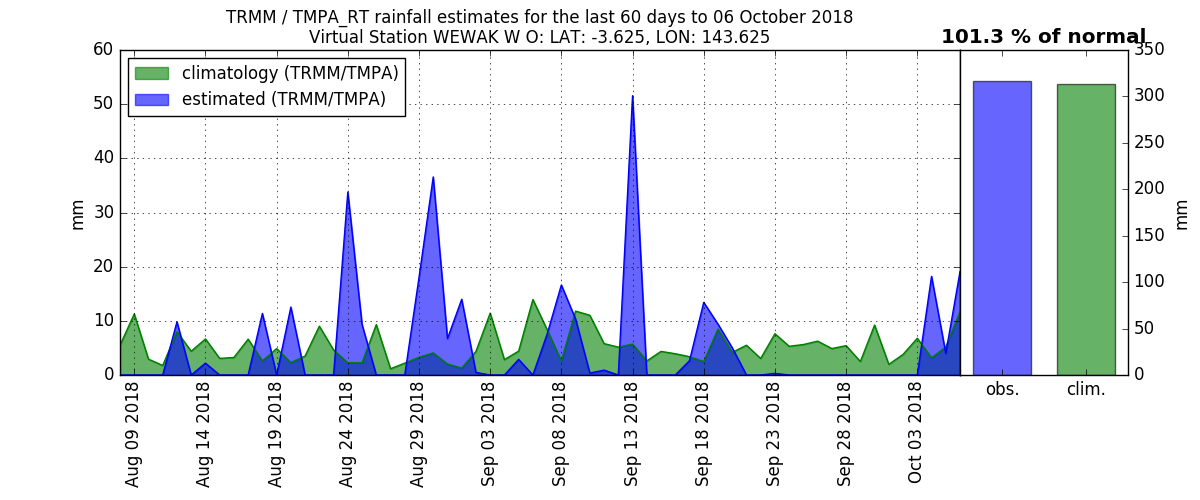 TRMM / TMPA_RT rainfall estimates for the last 60 days to 06 October 2018
Virtual Station WEWAK W O: LAT: -3.625, LON: 143.625
101.3 % of normal
climatology (TRMM/TMPA)
estimated (TRMM/TMPA)
mm
60
50
40
30
20
10
0
Aug 09 2018
Aug 14 2018
Aug 19 2018
Aug 24 2018
Aug 29 2018
Sep 03 2018
Sep 08 2018
Sep 13 2018
Sep 18 2018
Sep 23 2018
Sep 28 2018
Oct 03 2018
obs.
clim.
350
300
250
200
150
100
50
0
mm